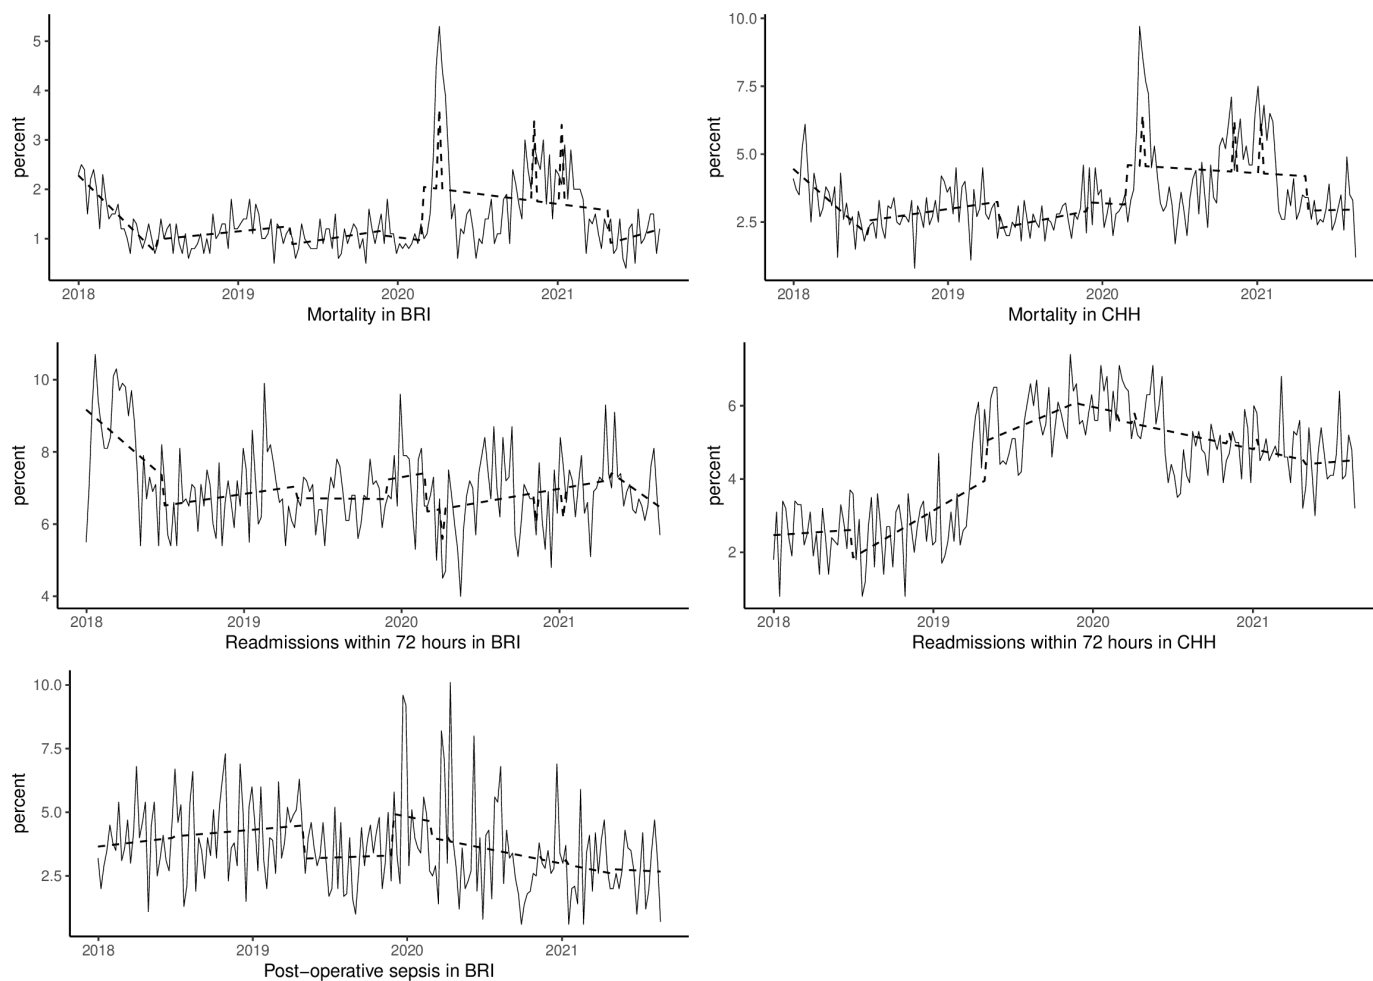 percent
5
4
3
2
1
2018 2019 2020 2021
Mortality in BRI
percent
10.0
7.5
5.0
2.5
2018 2019 2020 2021
Mortality in CHH
percent
10
8
6
4
2018 2019 2020 2021
Readmissions within 72 hours in BRI
percent
6
4
2
2018 2019 2020 2021
Readmissions within 72 hours in CHH
percent
10.0
7.5
5.0
2.5
2018 2019 2020 2021
Post−operative sepsis in BRI